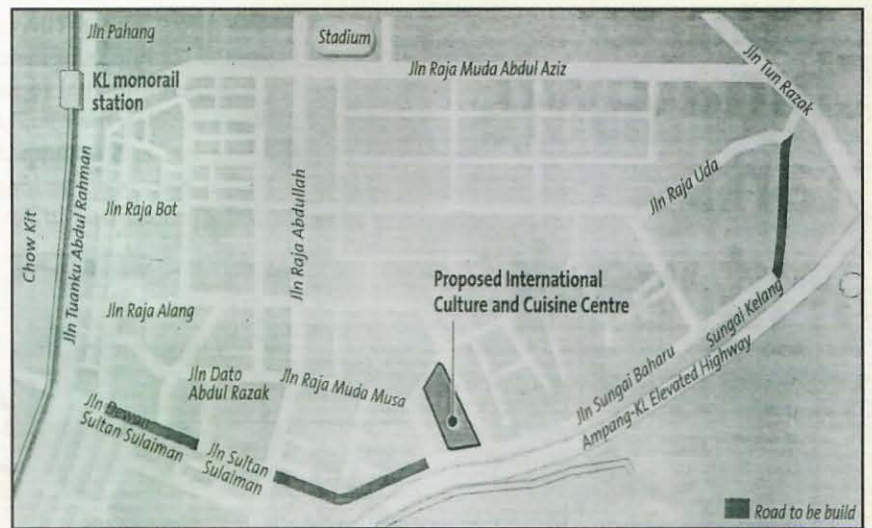 Jln Pahang
Stadium
KL monorail
station
Jln Raja Muda Abdul Aziz
Jln Tun Razak
Chow Kit
Jln Tuanku Abdul Rahman
Jln Raja Bot
Jln Raja Abdullah
Jln Raja Uda
Jln Raja Alang
Proposed International
Culture and Cuisine Centre
Jln Dato
Abdul Razak
Jln Raja Muda Musa
Jln Sungai Baharu
Sungai Kelang
Ampang-KL Elevated Highway
Jln Dewan
Sultan Sulaiman
Jln Sultan
Sulaiman
Road to be build